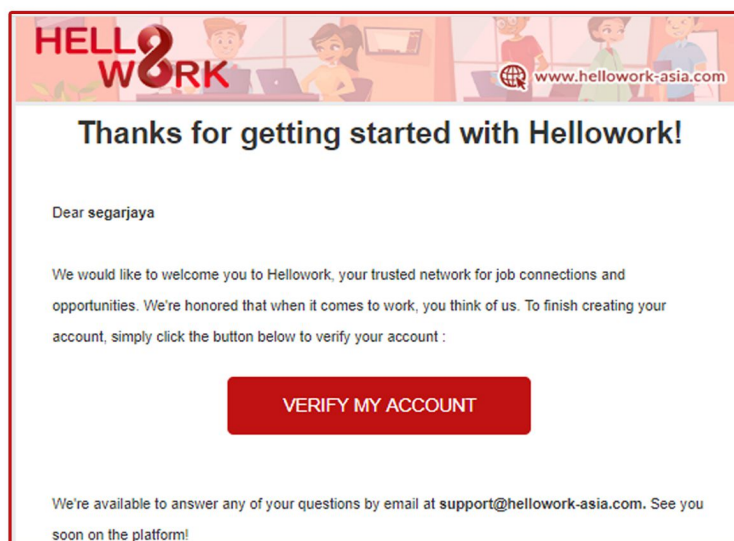 HELLO
WORK
www.hellowork-asia.com
Thanks for getting started with Hellowork!
Dear segarjaya
We would like to welcome you to Hellowork, your trusted network for job connections and
opportunities. We're honored that when it comes to work, you think of us. To finish creating your
account, simply click the button below to verify your account :
VERIFY MY ACCOUNT
We're available to answer any of your questions by email at support@hellowork-asia.com. See you
soon on the platform!